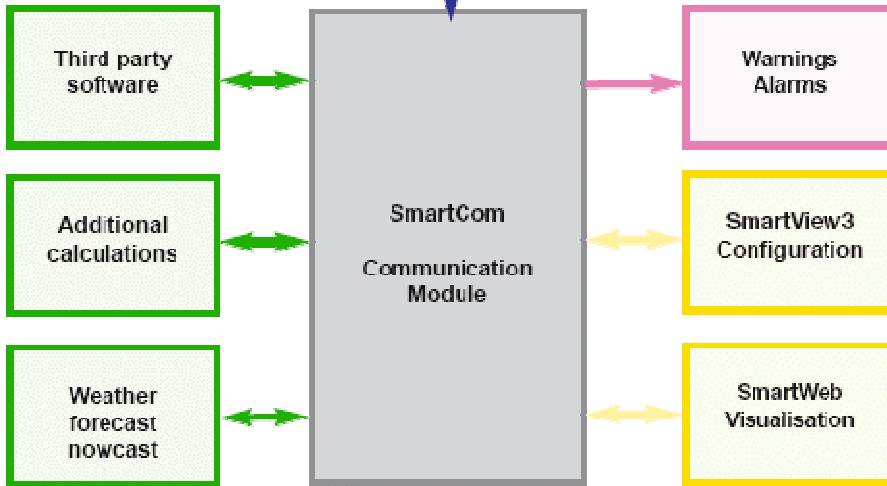 Third party
software
Additional
calculations
Weather
forecast
nowcast
SmartCom
Communication
Module
Warnings
Alarms
SmartView3
Configuration
SmartWeb
Visualisation